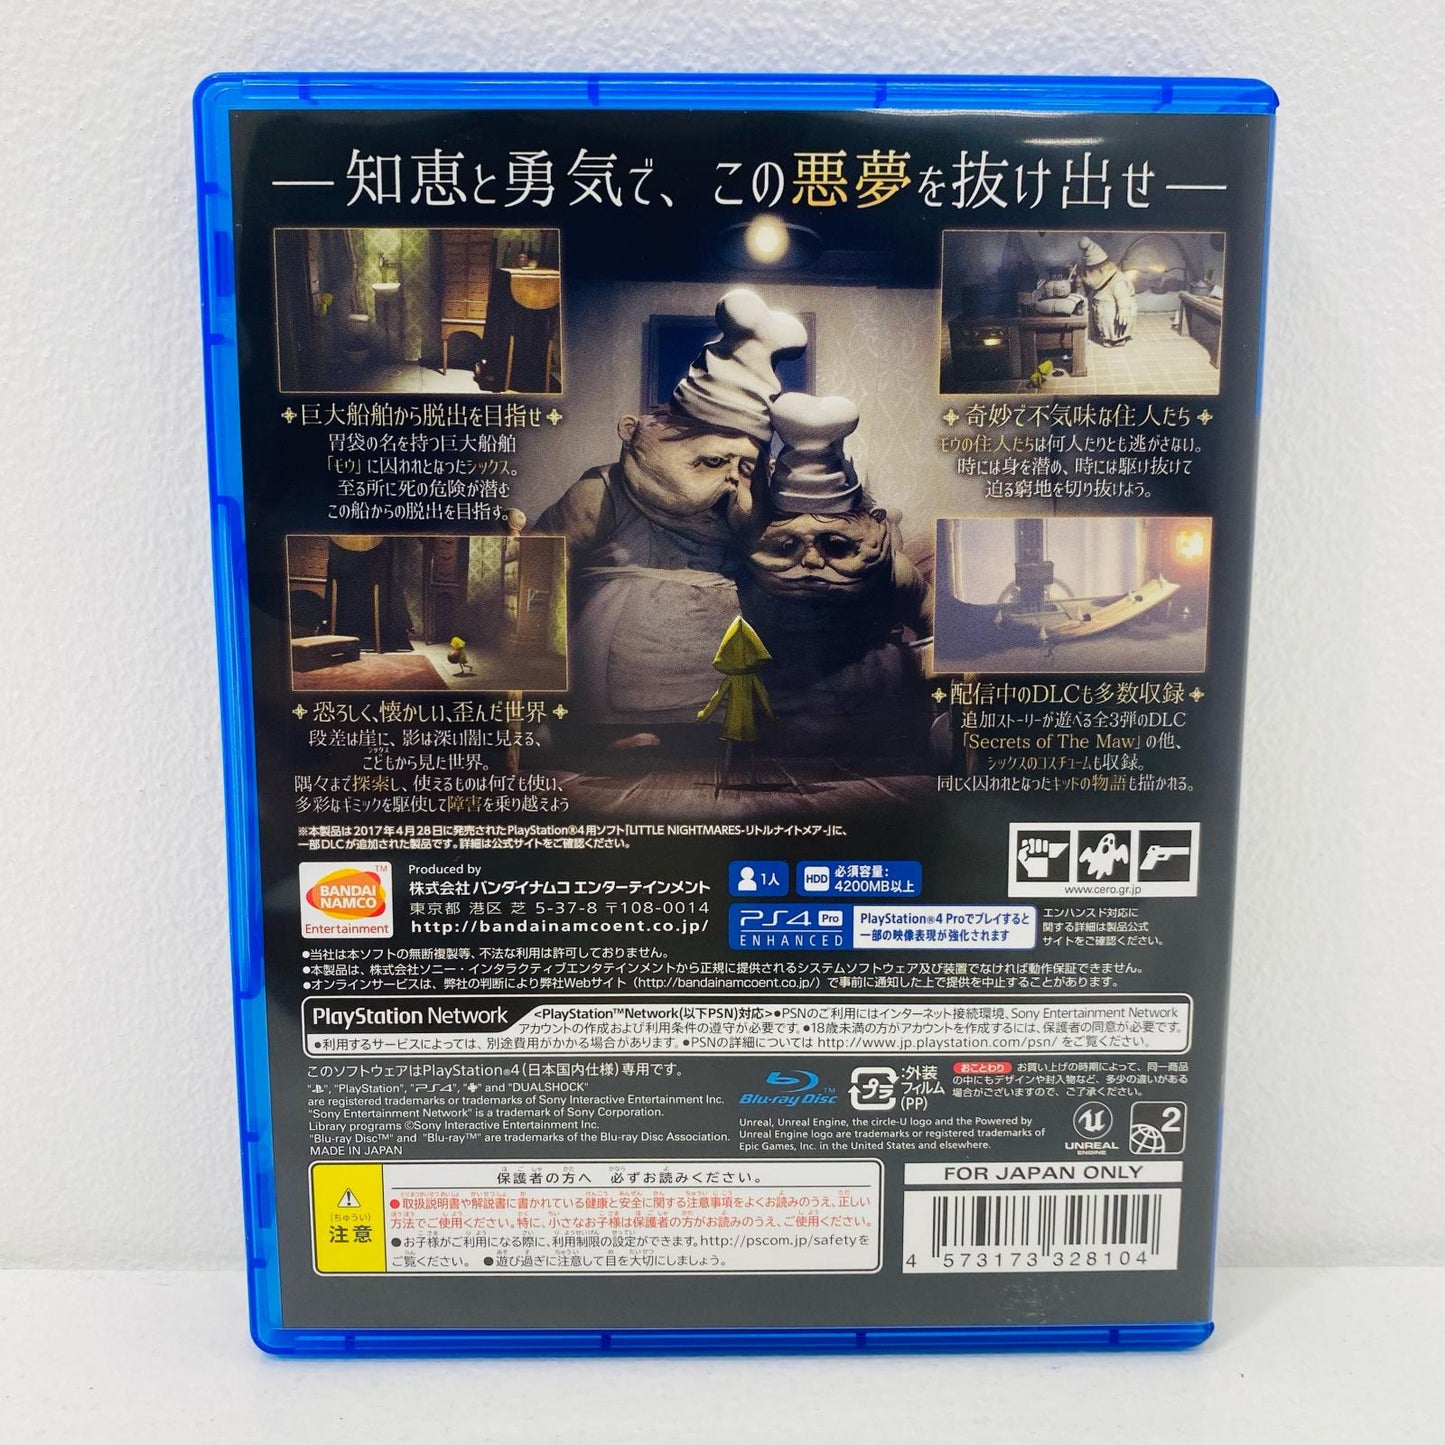 知恵と勇気で、この悪夢を抜け出せ
巨大船舶から脱出を目指せ
胃袋の名を持つ巨大船舶
「モウ」に囚われとなったシックス。
至る所に死の危険が潜む
この船からの脱出を目指す。
奇妙で不気味な住人たち
モウの住人たちは何人たりとも逃がさない。
時には身を潜め、時には駆け抜けて
迫る窮地を切り抜けよう。
恐ろしく、懐かしい、歪んだ世界
段差は崖に、影は深い闇に見える、
シックス
こどもから見た世界。
隅々まで探索し、使えるものは何でも使い、
多彩なギミックを駆使して障害を乗り越えよう
配信中のDLCも多数収録
追加ストーリーが遊べる全3弾のDLC
「Secrets of The Maw」の他、
シックスのコスチュームも収録。
同じく囚われとなったキッドの物語も描かれる。
※本製品は2017年4月28日に発売されたPlayStation®4用ソフト「LITTLE NIGHTMARES-リトルナイトメア-」に、
一部DLCが追加された製品です。詳細は公式サイトをご確認ください。
www.cero.gr.jp
BANDAI
NAMCO
Entertainment
TM
Produced by
株式会社 バンダイナムコ エンターテインメント
東京都 港区 芝 5-37-8 〒108-0014
http://bandainamcoent.co.jp/
1人
HDD 必須容量:
4200MB以上
PS4 Pro
ENHANCED
PlayStation®4 Proでプレイすると
一部の映像表現が強化されます
エンハンスド対応に
関する詳細は製品公式
サイトをご確認ください。
●当社は本ソフトの無断複製等、不法な利用は許可しておりません。
●本製品は、株式会社ソニー・インタラクティブエンタテインメントから正規に提供されるシステムソフトウェア及び装置でなければ動作保証できません。
●オンラインサービスは、弊社の判断により弊社Webサイト（http://bandainamcoent.co.jp/）で事前に通知した上で提供を中止することがあります。
PlayStation Network
<PlayStation™Network(以下PSN)対応>●PSNのご利用にはインターネット接続環境、Sony Entertainment Network
アカウントの作成および利用条件の遵守が必要です。●18歳未満の方がアカウントを作成するには、保護者の同意が必要です。
●利用するサービスによっては、別途費用がかかる場合があります。●PSNの詳細については http://www.jp.playstation.com/psn/ をご覧ください。
このソフトウェアはPlayStation®4(日本国内仕様)専用です。
"PlayStation", "PS4", and "DUALSHOCK"
are registered trademarks or trademarks of Sony Interactive Entertainment Inc.
"Sony Entertainment Network" is a trademark of Sony Corporation.
Library programs ©Sony Interactive Entertainment Inc.
"Blu-ray Disc™" and "Blu-ray™" are trademarks of the Blu-ray Disc Association.
MADE IN JAPAN
Blu-ray Disc™
プラ
:外装
フィルム
(PP)
おことわり お買い上げの時期によって、同一商品
の中にもデザインや封入物など、多少の違いがある
場合がございますので、ご了承ください。
Unreal, Unreal Engine, the circle-U logo and the Powered by
Unreal Engine logo are trademarks or registered trademarks of
Epic Games, Inc. in the United States and elsewhere.
UNREAL
ENGINE
2
(ちゅうい)
注意
保護者の方へ 必ずお読みください。
●取扱説明書や解説書に書かれている健康と安全に関する注意事項をよくお読みのうえ、正しい
方法でご使用ください。特に、小さなお子様は保護者の方がお読みのうえ、ご使用ください。
●お子様がご利用になる際に、利用制限の設定ができます。http://pscom.jp/safetyを
ご覧ください。 ●遊び過ぎに注意して目を大切にしましょう。
FOR JAPAN ONLY
4 573173 328104